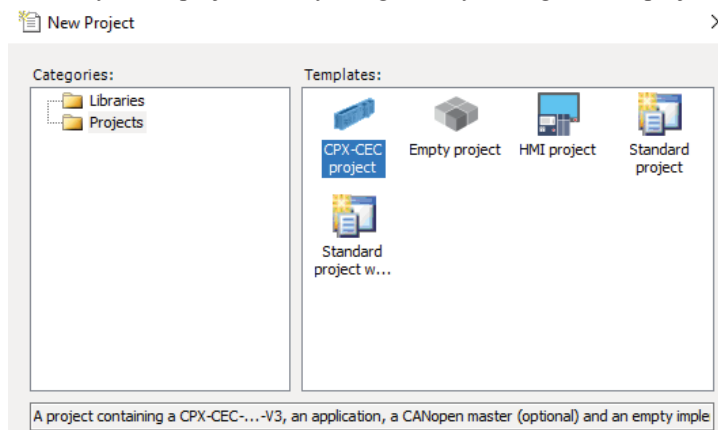 New Project
Categories:
Templates:
Libraries
Projects
CPX-CEC
project
Empty project
HMI project
Standard
project
Standard
project w...
A project containing a CPX-CEC-...-V3, an application, a CANopen master (optional) and an empty imple